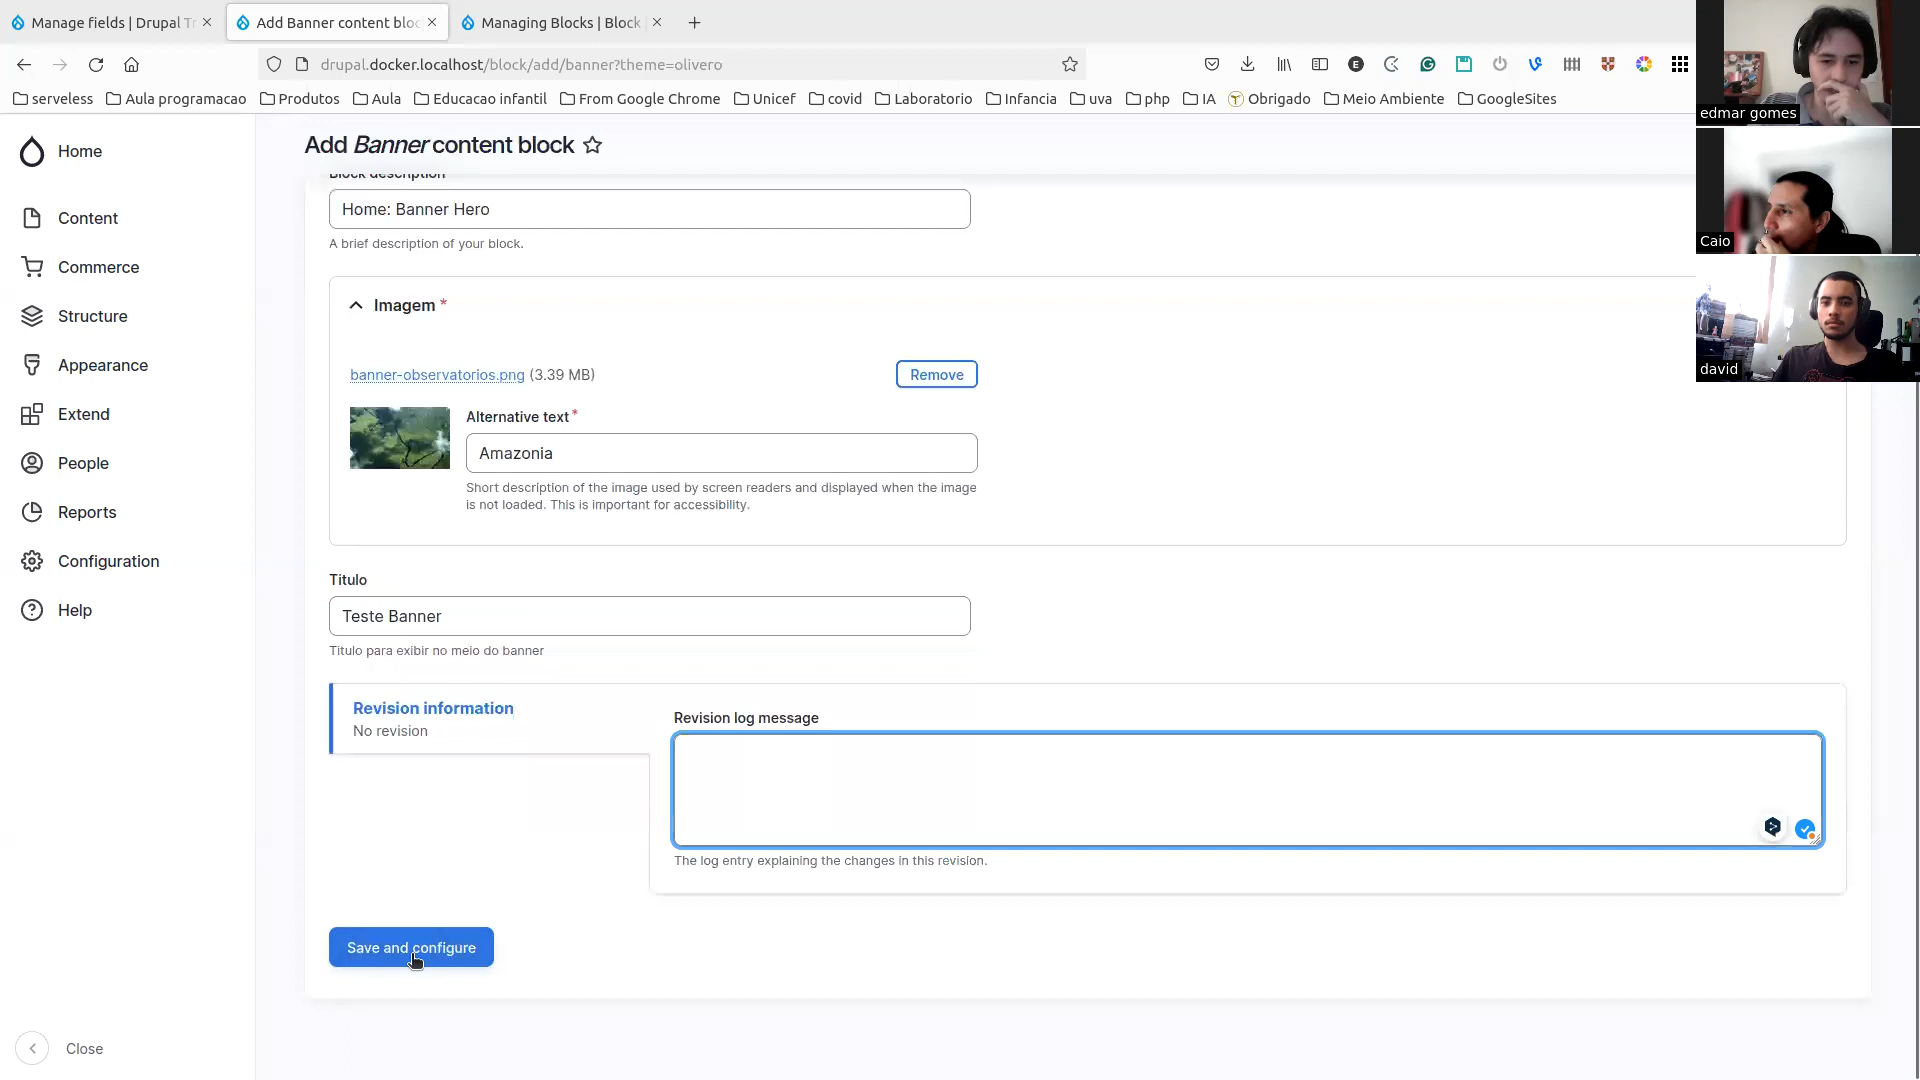 Manage fields | Drupal Tr
Add Banner content bloc
Managing Blocks | Block
drupal.docker.localhost/block/add/banner?theme=olivero
serveless
Aula programacao
Produtos
Aula
Educacao infantil
From Google Chrome
Unicef
covid
Laboratorio
Infancia
uva
php
IA
Obrigado
Meio Ambiente
GoogleSites
edmar gomes
Caio
david
Home
Content
Commerce
Structure
Appearance
Extend
People
Reports
Configuration
Help
Close
Add Banner content block
Block description
Home: Banner Hero
A brief description of your block.
Imagem *
banner-observatorios.png (3.39 MB)
Remove
Alternative text *
Amazonia
Short description of the image used by screen readers and displayed when the image
is not loaded. This is important for accessibility.
Titulo
Teste Banner
Titulo para exibir no meio do banner
Revision information
No revision
Revision log message
The log entry explaining the changes in this revision.
Save and configure